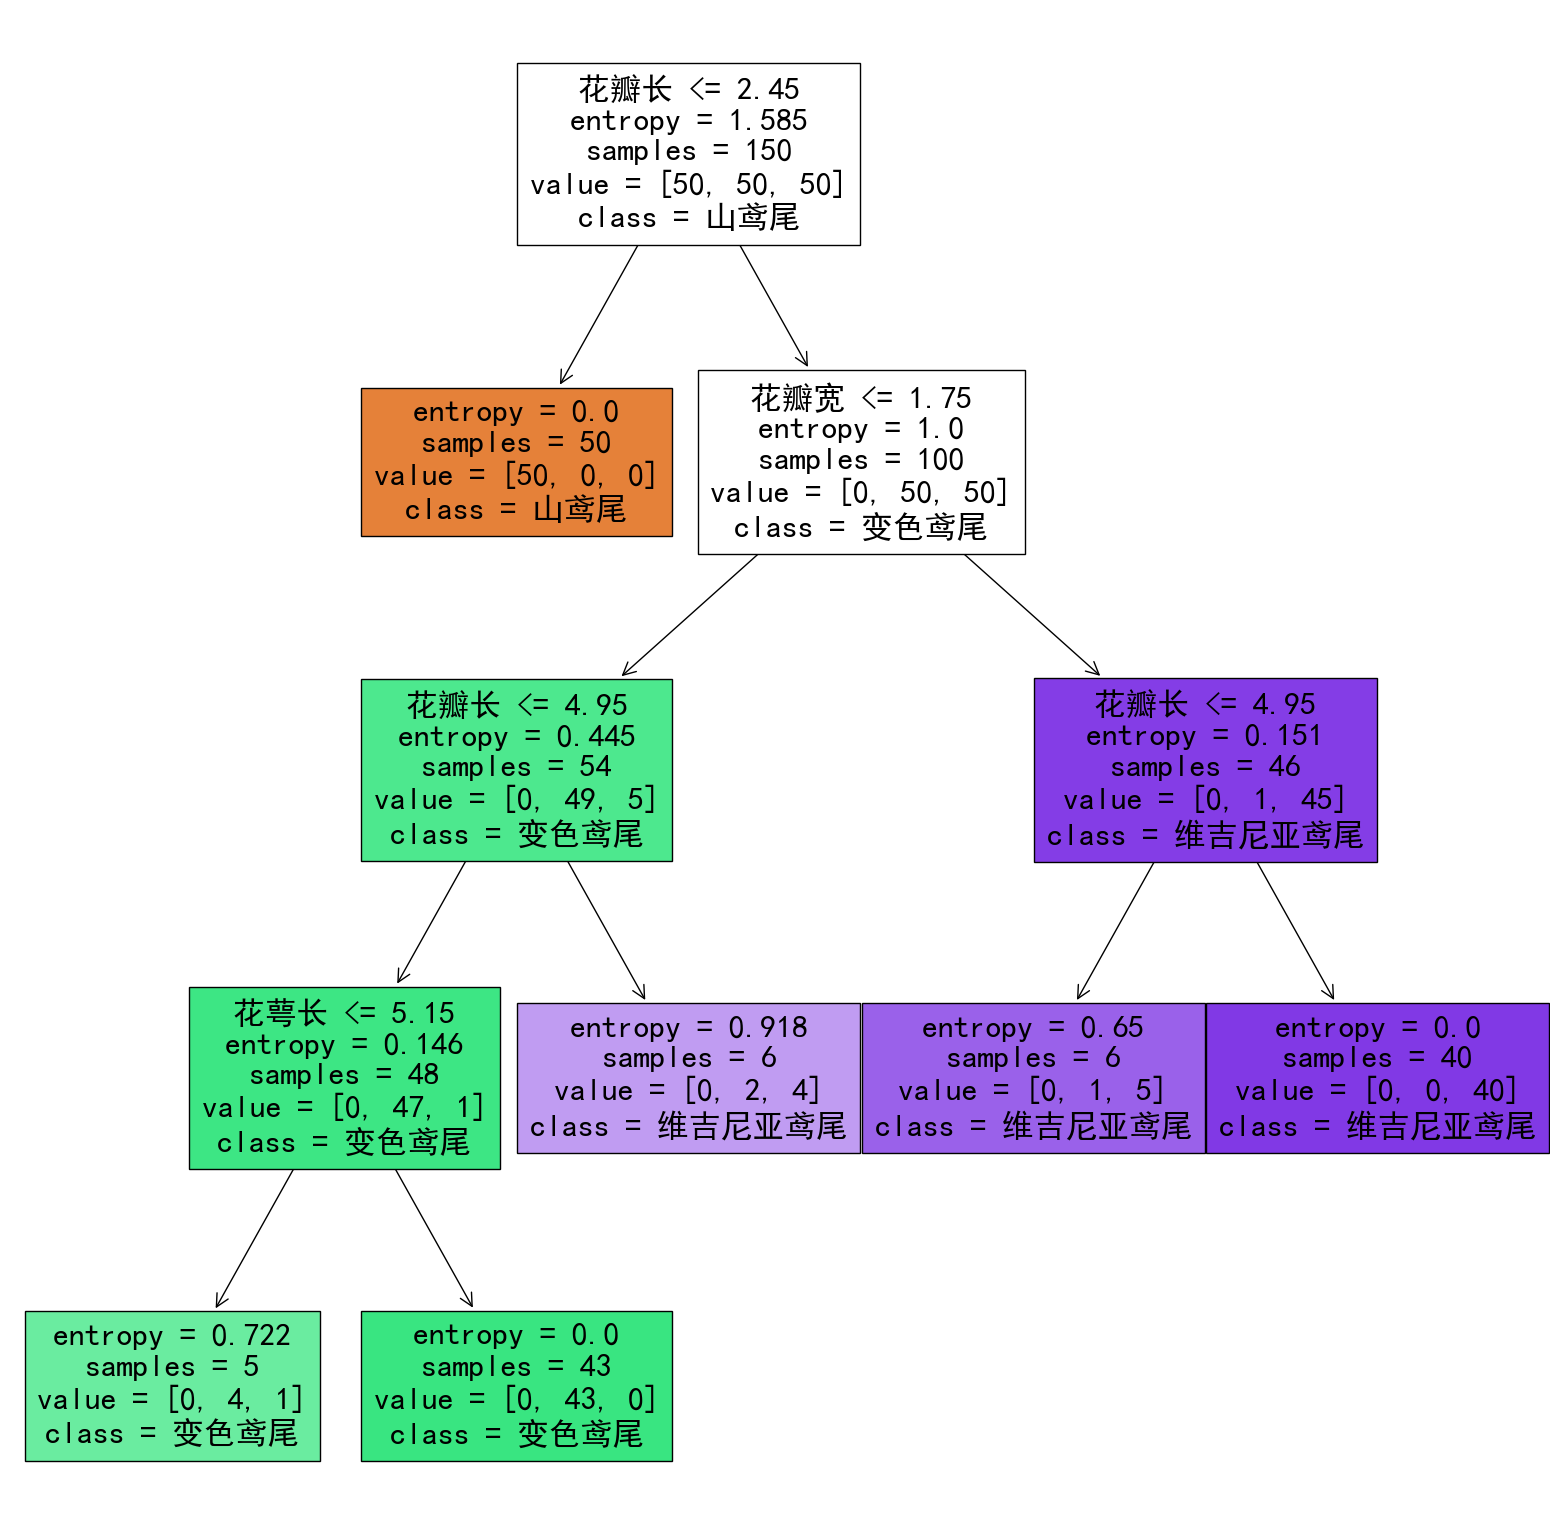 花瓣长 <= 2.45
entropy = 1.585
samples = 150
value = [50, 50, 50]
class = 山鸢尾
entropy = 0.0
samples = 50
value = [50, 0, 0]
class = 山鸢尾
花瓣宽 <= 1.75
entropy = 1.0
samples = 100
value = [0, 50, 50]
class = 变色鸢尾
花瓣长 <= 4.95
entropy = 0.445
samples = 54
value = [0, 49, 5]
class = 变色鸢尾
花瓣长 <= 4.95
entropy = 0.151
samples = 46
value = [0, 1, 45]
class = 维吉尼亚鸢尾
花萼长 <= 5.15
entropy = 0.146
samples = 48
value = [0, 47, 1]
class = 变色鸢尾
entropy = 0.918
samples = 6
value = [0, 2, 4]
class = 维吉尼亚鸢尾
entropy = 0.65
samples = 6
value = [0, 1, 5]
class = 维吉尼亚鸢尾
entropy = 0.0
samples = 40
value = [0, 0, 40]
class = 维吉尼亚鸢尾
entropy = 0.722
samples = 5
value = [0, 4, 1]
class = 变色鸢尾
entropy = 0.0
samples = 43
value = [0, 43, 0]
class = 变色鸢尾